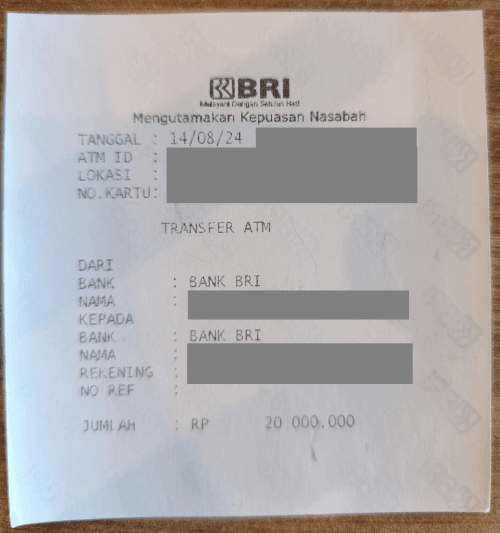 BRI
Melayani Dengan Setulus Hati
Mengutamakan Kepuasan Nasabah
TANGGAL : 14/08/24
ATM ID :
LOKASI :
NO.KARTU:
TRANSFER ATM
DARI
BANK : BANK BRI
NAMA :
KEPADA
BANK : BANK BRI
NAMA :
REKENING :
NO REF :
JUMLAH : RP 20.000.000